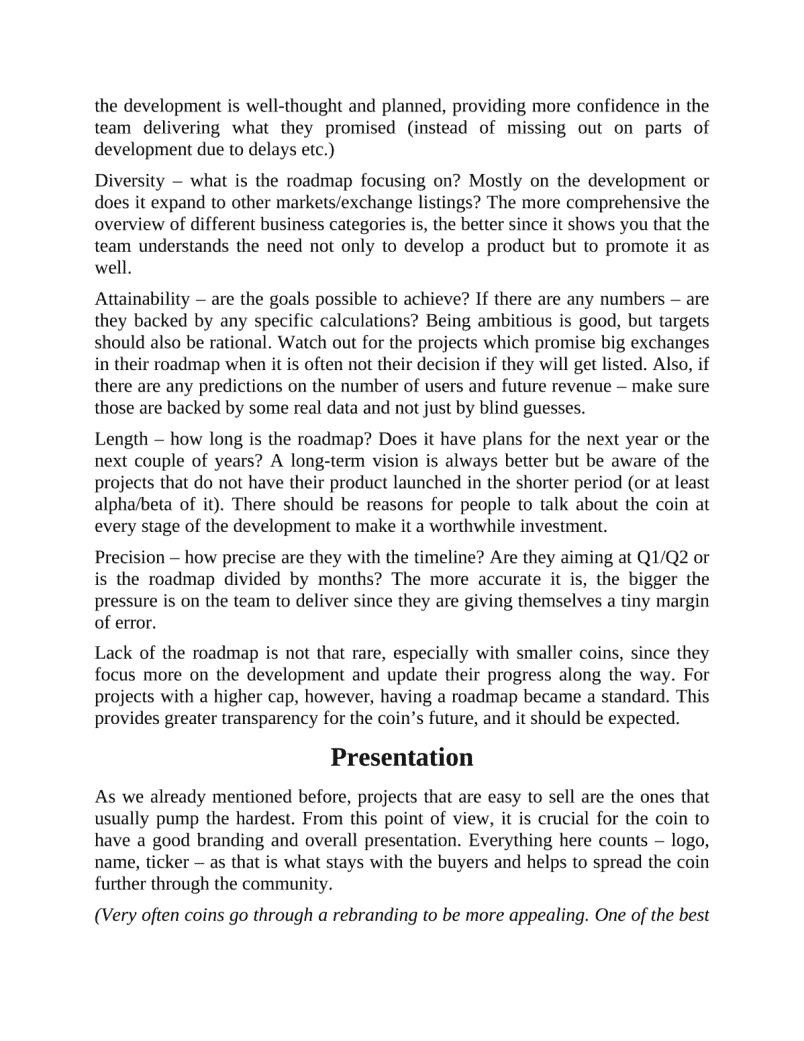 the development is well-thought and planned, providing more confidence in the
team delivering what they promised (instead of missing out on parts of
development due to delays etc.)
Diversity – what is the roadmap focusing on? Mostly on the development or
does it expand to other markets/exchange listings? The more comprehensive the
overview of different business categories is, the better since it shows you that the
team understands the need not only to develop a product but to promote it as
well.
Attainability – are the goals possible to achieve? If there are any numbers – are
they backed by any specific calculations? Being ambitious is good, but targets
should also be rational. Watch out for the projects which promise big exchanges
in their roadmap when it is often not their decision if they will get listed. Also, if
there are any predictions on the number of users and future revenue – make sure
those are backed by some real data and not just by blind guesses.
Length – how long is the roadmap? Does it have plans for the next year or the
next couple of years? A long-term vision is always better but be aware of the
projects that do not have their product launched in the shorter period (or at least
alpha/beta of it). There should be reasons for people to talk about the coin at
every stage of the development to make it a worthwhile investment.
Precision – how precise are they with the timeline? Are they aiming at Q1/Q2 or
is the roadmap divided by months? The more accurate it is, the bigger the
pressure is on the team to deliver since they are giving themselves a tiny margin
of error.
Lack of the roadmap is not that rare, especially with smaller coins, since they
focus more on the development and update their progress along the way. For
projects with a higher cap, however, having a roadmap became a standard. This
provides greater transparency for the coin’s future, and it should be expected.
Presentation
As we already mentioned before, projects that are easy to sell are the ones that
usually pump the hardest. From this point of view, it is crucial for the coin to
have a good branding and overall presentation. Everything here counts – logo,
name, ticker – as that is what stays with the buyers and helps to spread the coin
further through the community.
(Very often coins go through a rebranding to be more appealing. One of the best